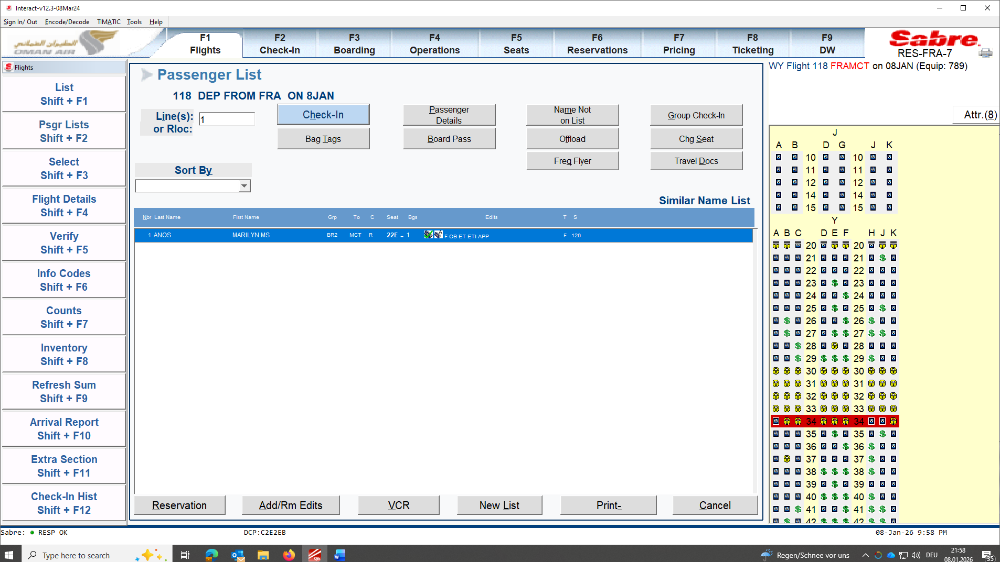 Interact-v12.3-08Mar24
Sign In/ Out Encode/Decode TIMATIC Tools Help
الطيران العماني
OMAN AIR
F1 Flights
F2 Check-In
F3 Boarding
F4 Operations
F5 Seats
F6 Reservations
F7 Pricing
F8 Ticketing
F9 DW
Sabre.
RES-FRA-7
Flights
List
Shift + F1
Psgr Lists
Shift + F2
Select
Shift + F3
Flight Details
Shift + F4
Verify
Shift + F5
Info Codes
Shift + F6
Counts
Shift + F7
Inventory
Shift + F8
Refresh Sum
Shift + F9
Arrival Report
Shift + F10
Extra Section
Shift + F11
Check-In Hist
Shift + F12
Passenger List
118 DEP FROM FRA ON 8JAN
Line(s): 1
or Rloc:
Check-In
Bag Tags
Passenger Details
Board Pass
Name Not on List
Offload
Freq Flyer
Group Check-In
Chg Seat
Travel Docs
Sort By
Similar Name List
Nbr Last Name First Name Grp To C Seat Bgs Edits T S
1 ANOS MARILYN MS BR2 MCT R 22E - 1 F OB ET ETI APP F 126
Reservation Add/Rm Edits VCR New List Print- Cancel
WY Flight 118 FRAMCT on 08JAN (Equip: 789)
Attr.(8)
J
A B D G J K
10 10
11 11
12 12
14 14
15 15
Y
A B C D E F H J K
20 20
21 21 $
22 22
23 $ 23
24 $ 24
25 $ 25 $
26 $ $ 26 $
27 $ $ $ 27 $ $
28 $ 28
29 $ $ $ $ 29 $
30 30
31 31
32 32
33 33
34 34
35 $ 35 $
36 $ 36 $
37 37 $
38 $ $ $ 38 $
39 $ 39
40 $ $ $ 40 $
41 $ $ 41 $ $
42 $ $ $ 42 $ $
Sabre: RESP OK DCP:C2E2EB 08-Jan-26 9:58 PM
Type here to search
Qik
Regen/Schnee vor uns
DEU
21:58
08.01.2026
35